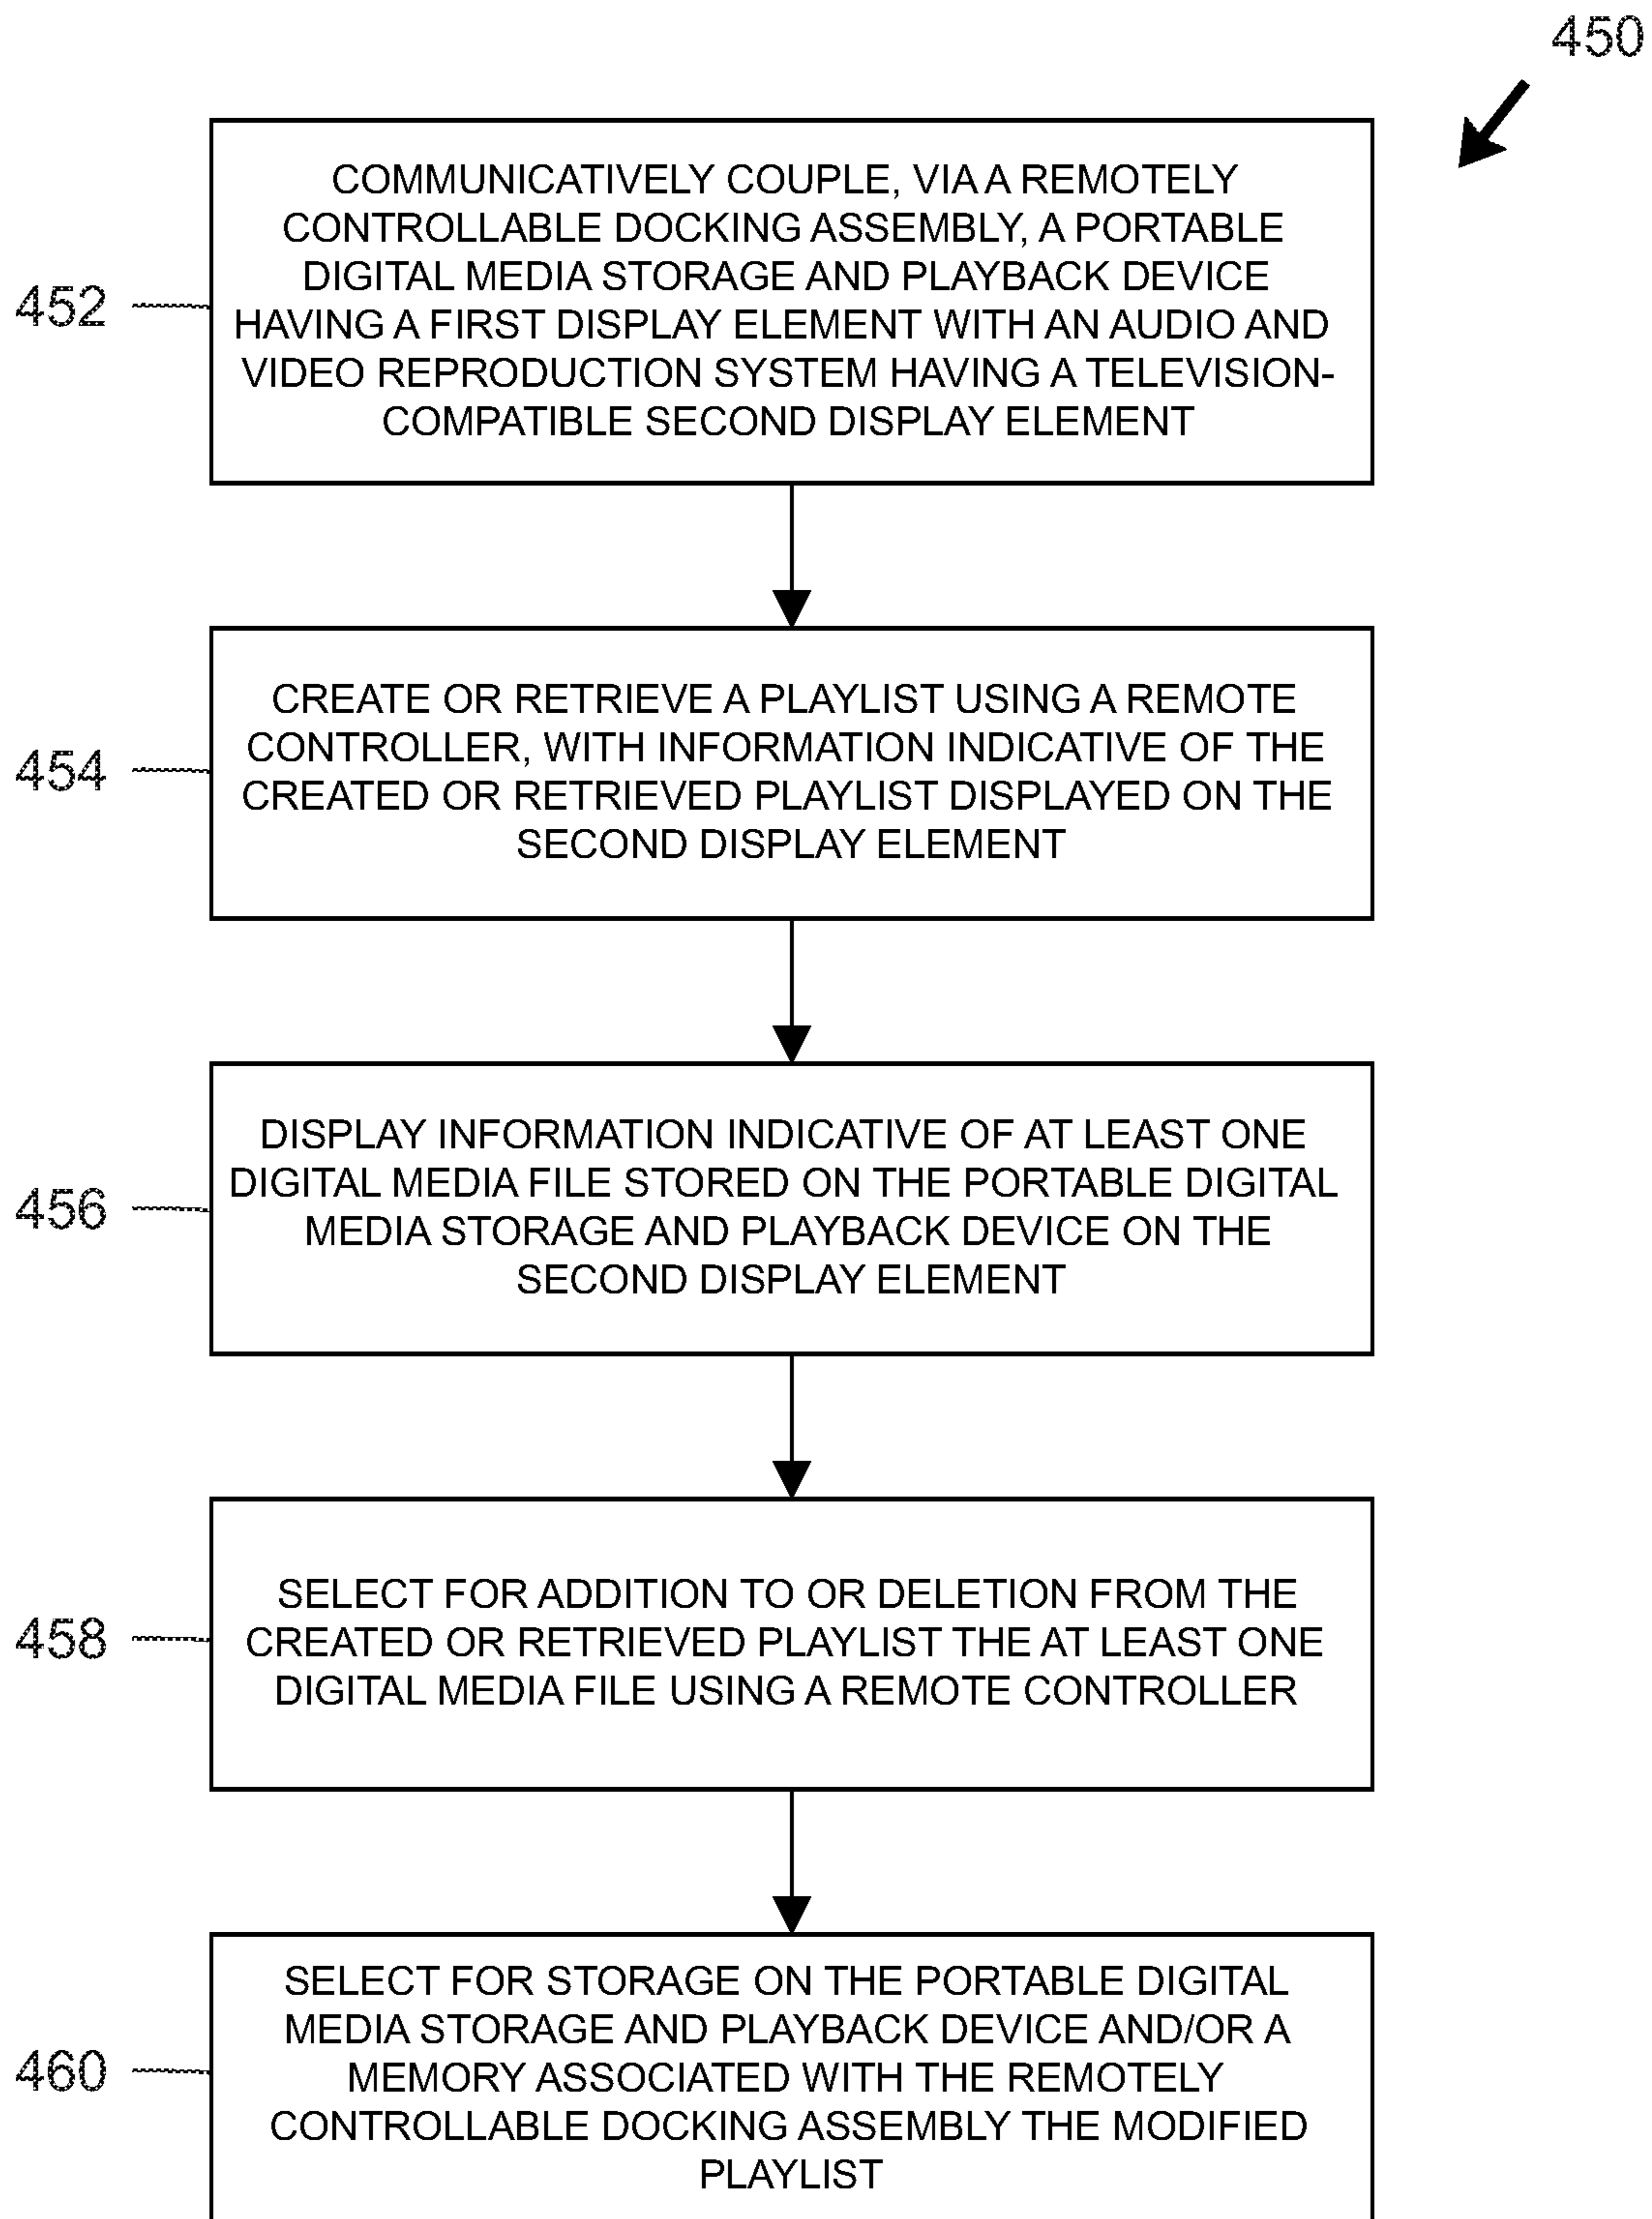 450
COMMUNICATIVELY COUPLE, VIA A REMOTELY
CONTROLLABLE DOCKING ASSEMBLY, A PORTABLE
DIGITAL MEDIA STORAGE AND PLAYBACK DEVICE
HAVING A FIRST DISPLAY ELEMENT WITH AN AUDIO AND
VIDEO REPRODUCTION SYSTEM HAVING A TELEVISION-
COMPATIBLE SECOND DISPLAY ELEMENT
452
CREATE OR RETRIEVE A PLAYLIST USING A REMOTE
CONTROLLER, WITH INFORMATION INDICATIVE OF THE
CREATED OR RETRIEVED PLAYLIST DISPLAYED ON THE
SECOND DISPLAY ELEMENT
454
DISPLAY INFORMATION INDICATIVE OF AT LEAST ONE
DIGITAL MEDIA FILE STORED ON THE PORTABLE DIGITAL
MEDIA STORAGE AND PLAYBACK DEVICE ON THE
SECOND DISPLAY ELEMENT
456
SELECT FOR ADDITION TO OR DELETION FROM THE
CREATED OR RETRIEVED PLAYLIST THE AT LEAST ONE
DIGITAL MEDIA FILE USING A REMOTE CONTROLLER
458
SELECT FOR STORAGE ON THE PORTABLE DIGITAL
MEDIA STORAGE AND PLAYBACK DEVICE AND/OR A
MEMORY ASSOCIATED WITH THE REMOTELY
CONTROLLABLE DOCKING ASSEMBLY THE MODIFIED
PLAYLIST
460